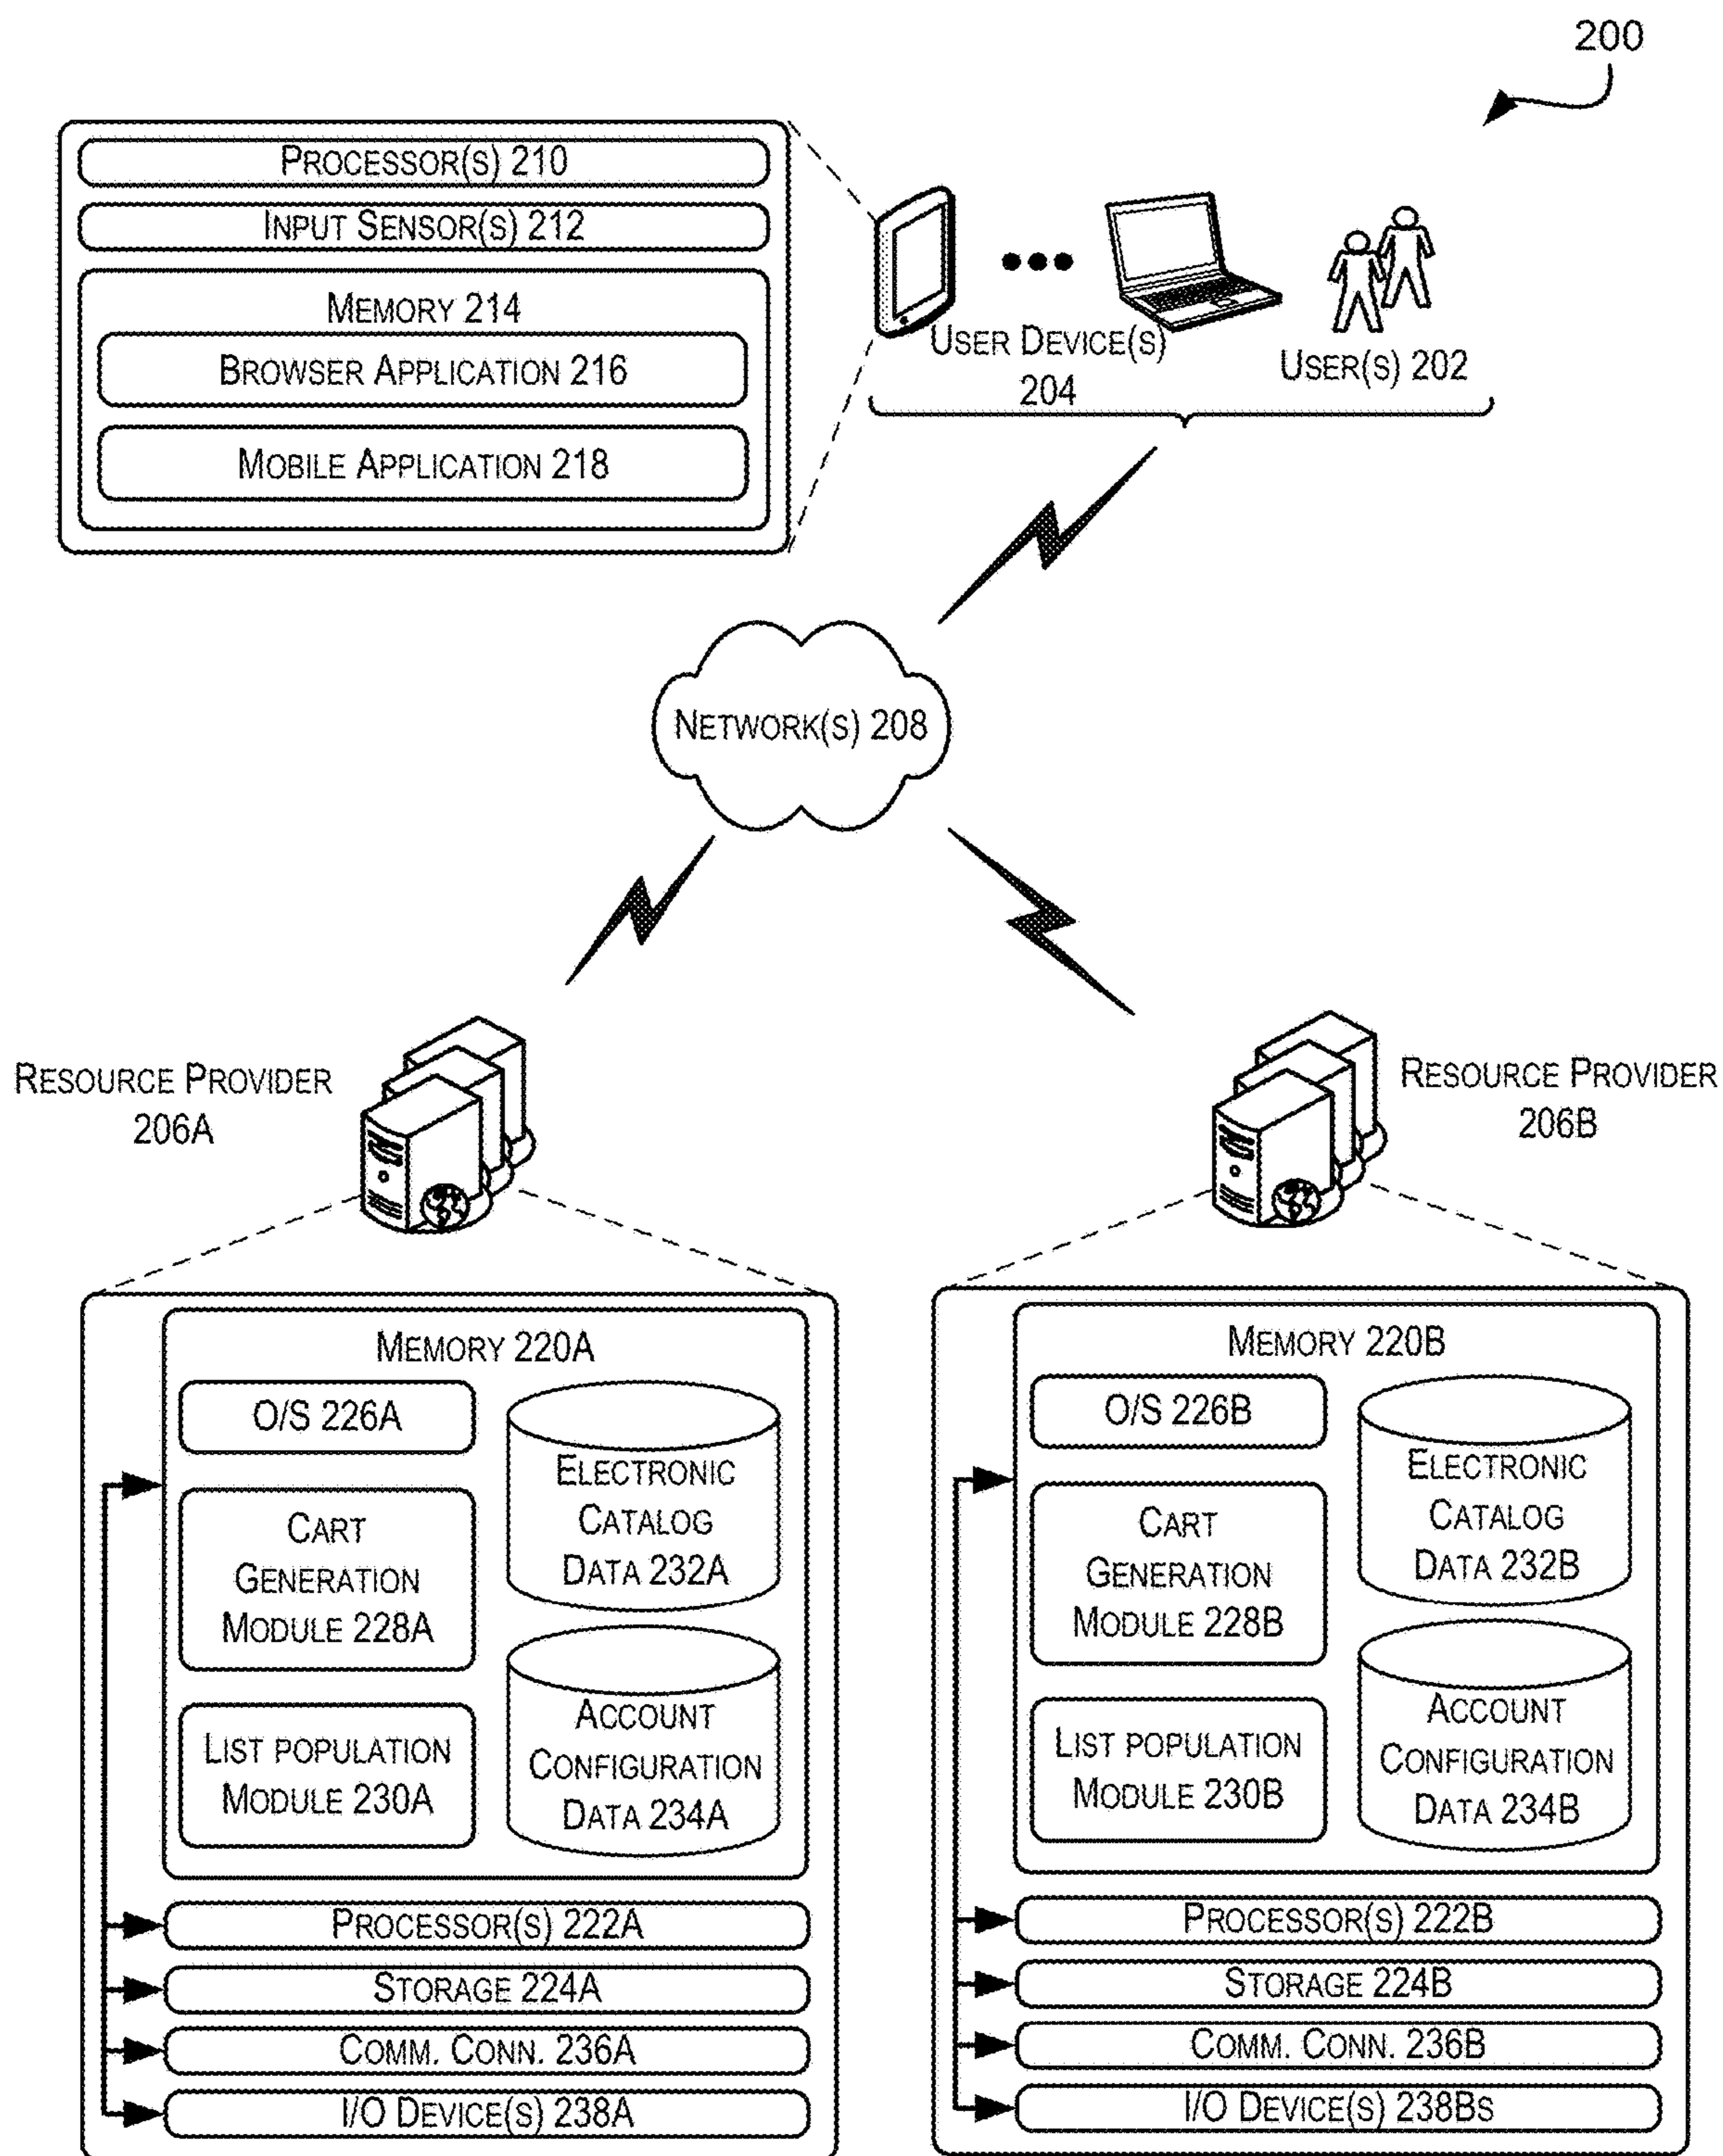 200
PROCESSOR(S) 210
INPUT SENSOR(S) 212
MEMORY 214
BROWSER APPLICATION 216
MOBILE APPLICATION 218
USER DEVICE(S)
204
USER(S) 202
NETWORK(S) 208
RESOURCE PROVIDER
206A
RESOURCE PROVIDER
206B
MEMORY 220A
O/S 226A
CART
GENERATION
MODULE 228A
LIST POPULATION
MODULE 230A
ELECTRONIC
CATALOG
DATA 232A
ACCOUNT
CONFIGURATION
DATA 234A
PROCESSOR(S) 222A
STORAGE 224A
COMM. CONN. 236A
I/O DEVICE(S) 238A
MEMORY 220B
O/S 226B
CART
GENERATION
MODULE 228B
LIST POPULATION
MODULE 230B
ELECTRONIC
CATALOG
DATA 232B
ACCOUNT
CONFIGURATION
DATA 234B
PROCESSOR(S) 222B
STORAGE 224B
COMM. CONN. 236B
I/O DEVICE(S) 238BS